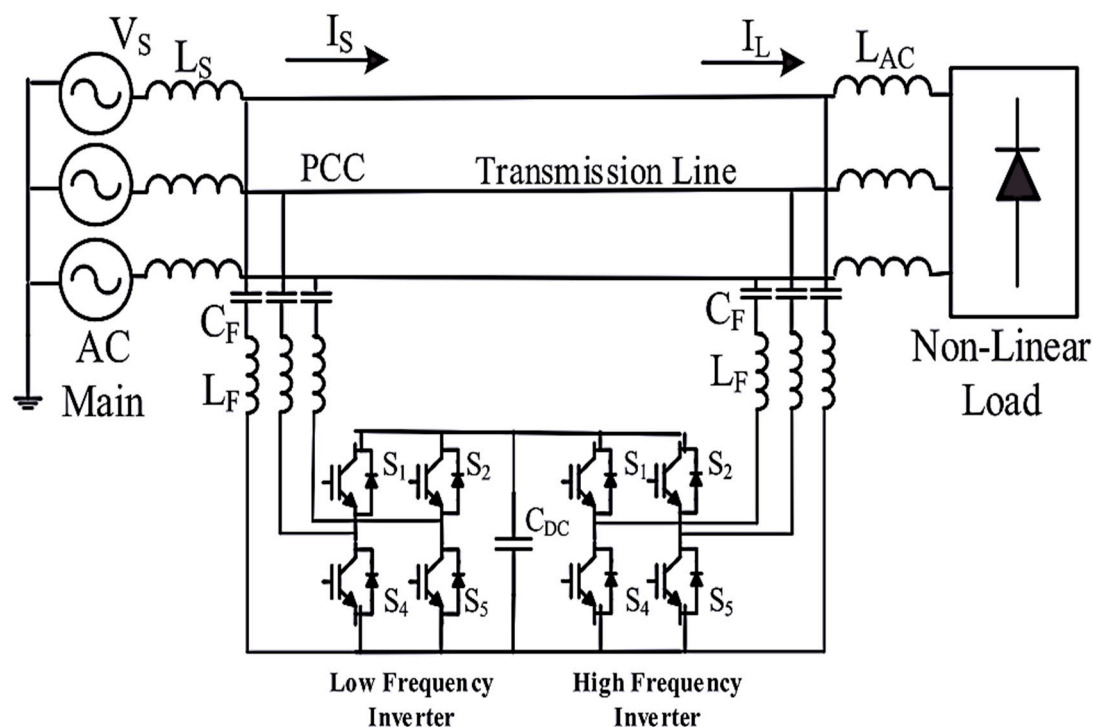 V_S
I_S
I_L
L_S
L_AC
PCC
Transmission Line
C_F
C_F
AC
Main
L_F
L_F
Non-Linear
Load
S_1
S_2
S_1
S_2
C_DC
S_4
S_5
S_4
S_5
Low Frequency
Inverter
High Frequency
Inverter